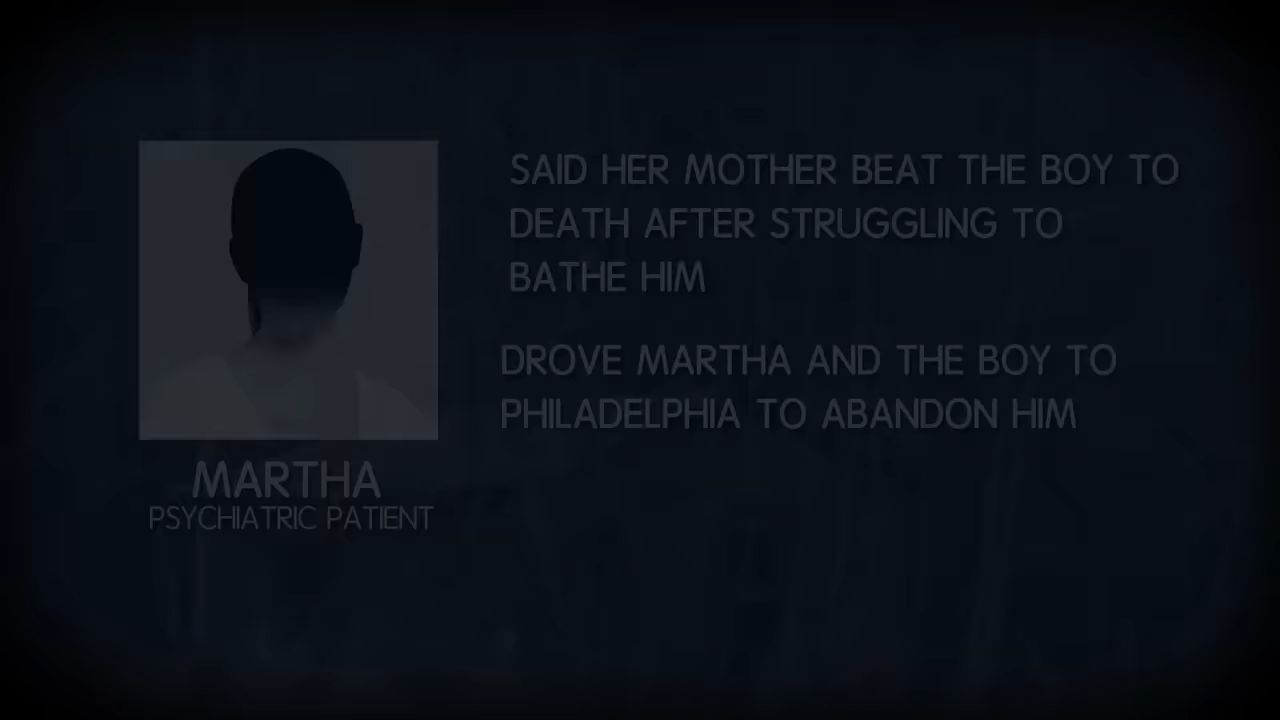 SAID HER MOTHER BEAT THE BOY TO
DEATH AFTER STRUGGLING TO
BATHE HIM
DROVE MARTHA AND THE BOY TO
PHILADELPHIA TO ABANDON HIM
MARTHA
PSYCHIATRIC PATIENT